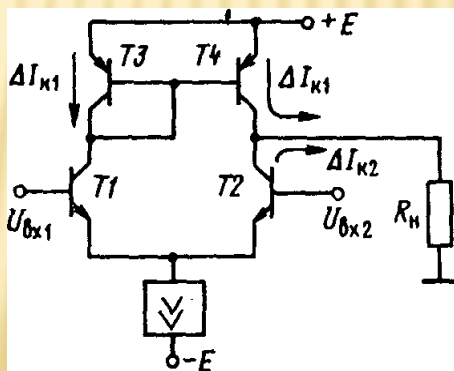 +E
T3 T4
ΔIк1 ΔIк1
ΔIк2
T1 T2
Uвх1 Uвх2 Rн
-E